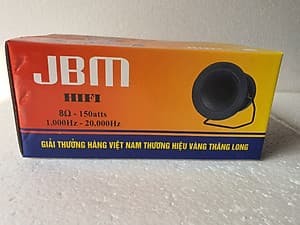 JBM
HIFI
8Ω - 150atts
1.000Hz - 20.000Hz
GIẢI THƯỞNG HÀNG VIỆT NAM THƯƠNG HIỆU VÀNG THĂNG LONG